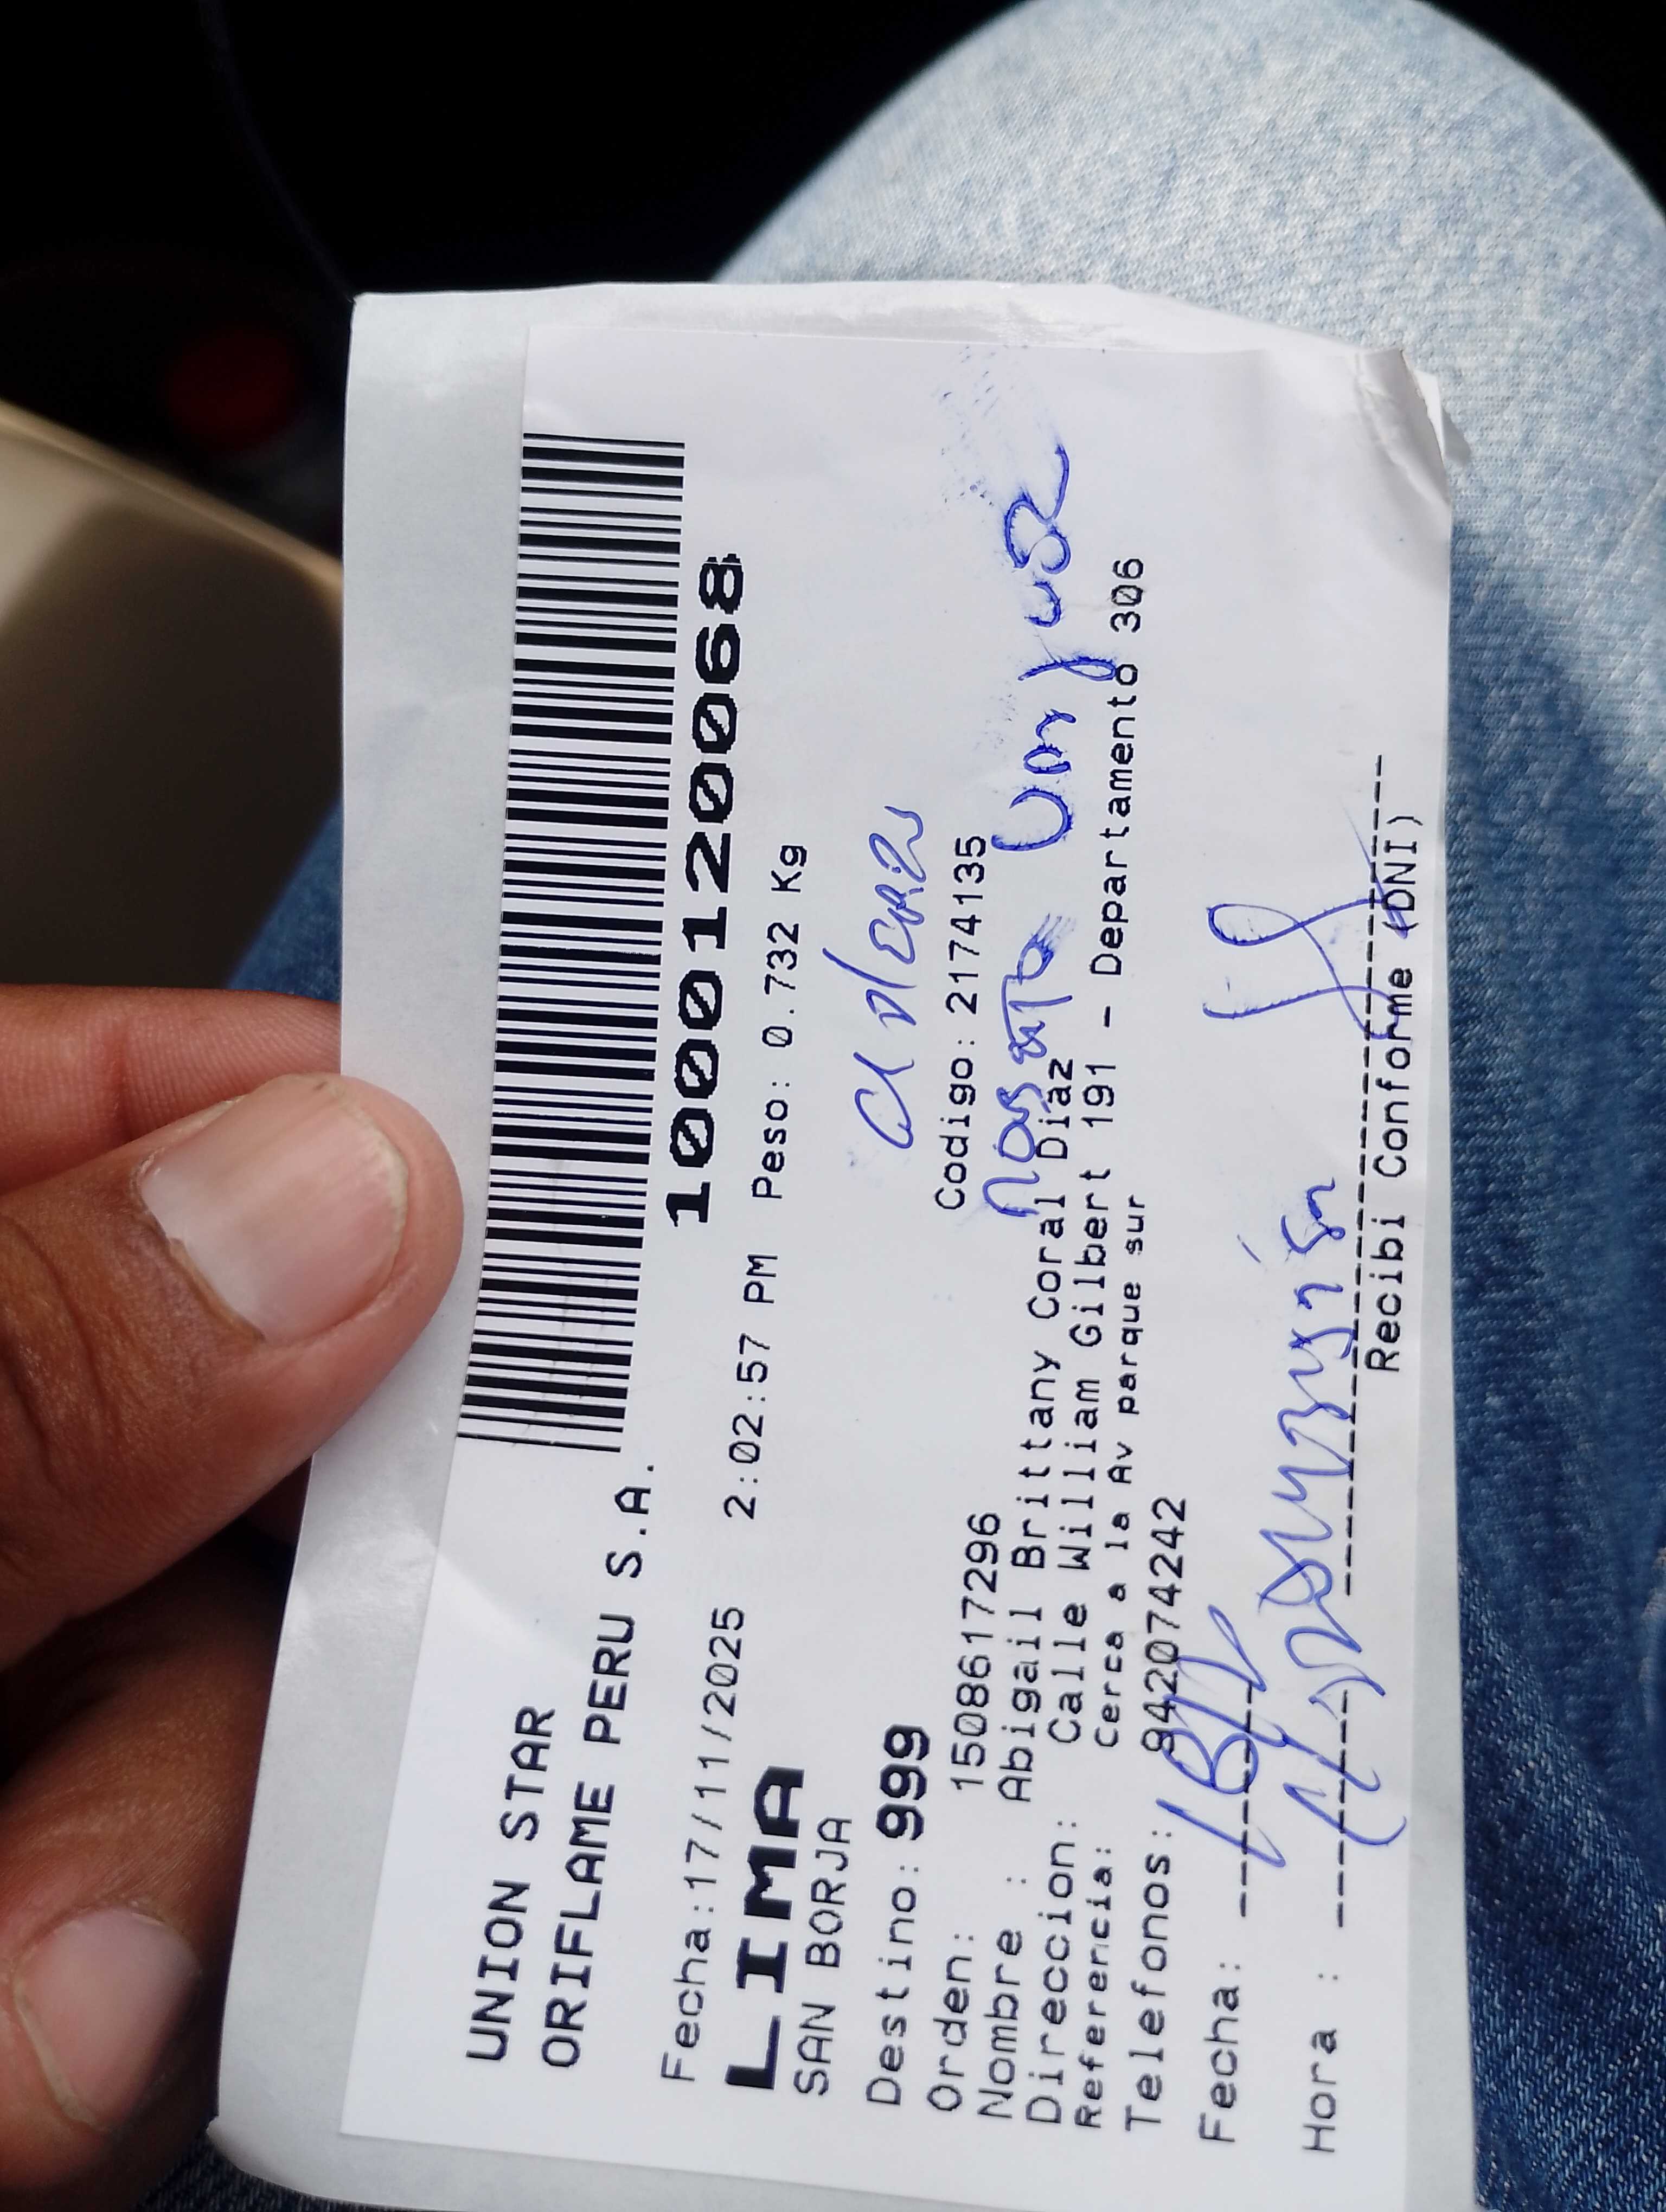 UNION STAR
ORIFLAME PERU S.A.
10001120068
Fecha:17/11/2025 2:02:57 PM Peso: 0.732 Kg
LIMA
SAN BORJA
Destino: 999
Orden: 1508617296 Codigo: 2174135
Nombre : Abigail Brittany Coral Diaz
Direccion: Calle William Gilbert 191 - Departamento 306
Referencia: Cerca a la Av parque sur
Telefonos: 942074242
Fecha:
Hora :
Recibi Conforme (DNI)